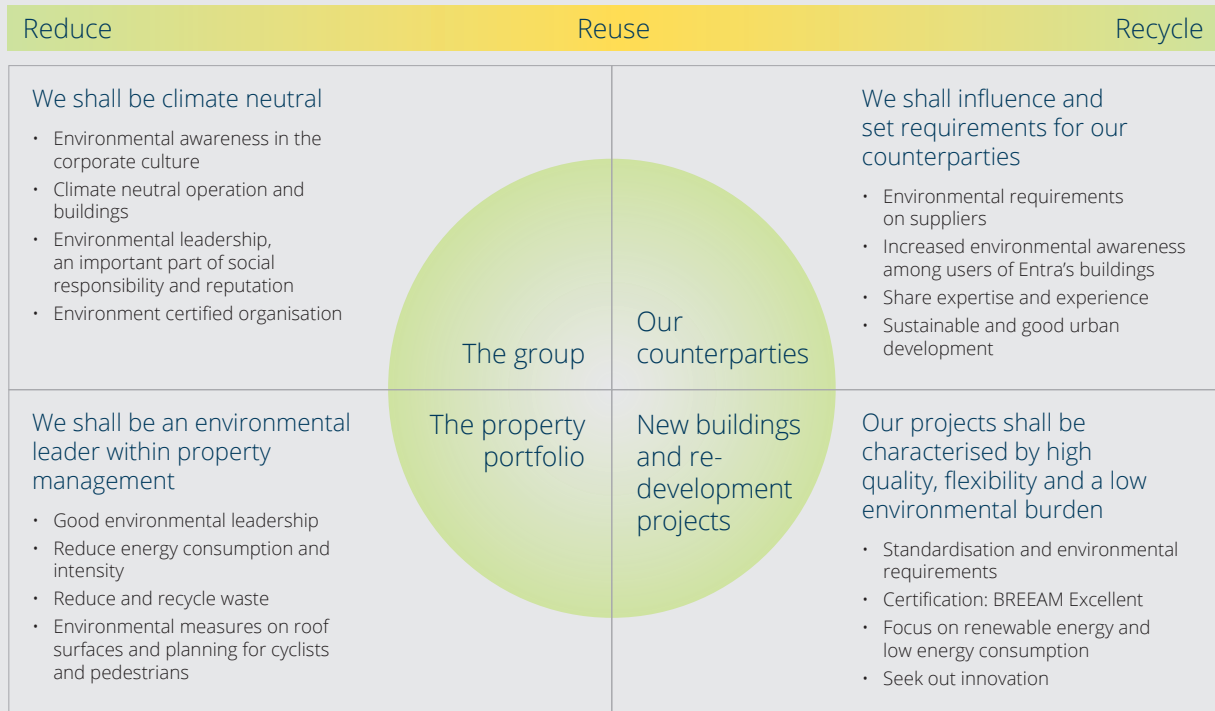 Reduce
Reuse
Recycle
We shall be climate neutral
• Environmental awareness in the
corporate culture
• Climate neutral operation and
buildings
• Environmental leadership,
an important part of social
responsibility and reputation
• Environment certified organisation
The group
Our
counterparties
We shall influence and
set requirements for our
counterparties
• Environmental requirements
on suppliers
• Increased environmental awareness
among users of Entra's buildings
• Share expertise and experience
• Sustainable and good urban
development
We shall be an environmental
leader within property
management
• Good environmental leadership
• Reduce energy consumption and
intensity
• Reduce and recycle waste
• Environmental measures on roof
surfaces and planning for cyclists
and pedestrians
The property
portfolio
New buildings
and re-
development
projects
Our projects shall be
characterised by high
quality, flexibility and a low
environmental burden
• Standardisation and environmental
requirements
• Certification: BREEAM Excellent
• Focus on renewable energy and
low energy consumption
• Seek out innovation